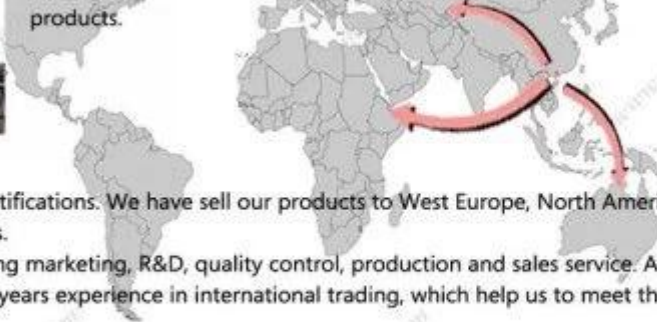 products.
tifications. We have sell our products to West Europe, North Amer
s.
ng marketing, R&D, quality control, production and sales service. A
years experience in international trading, which help us to meet th